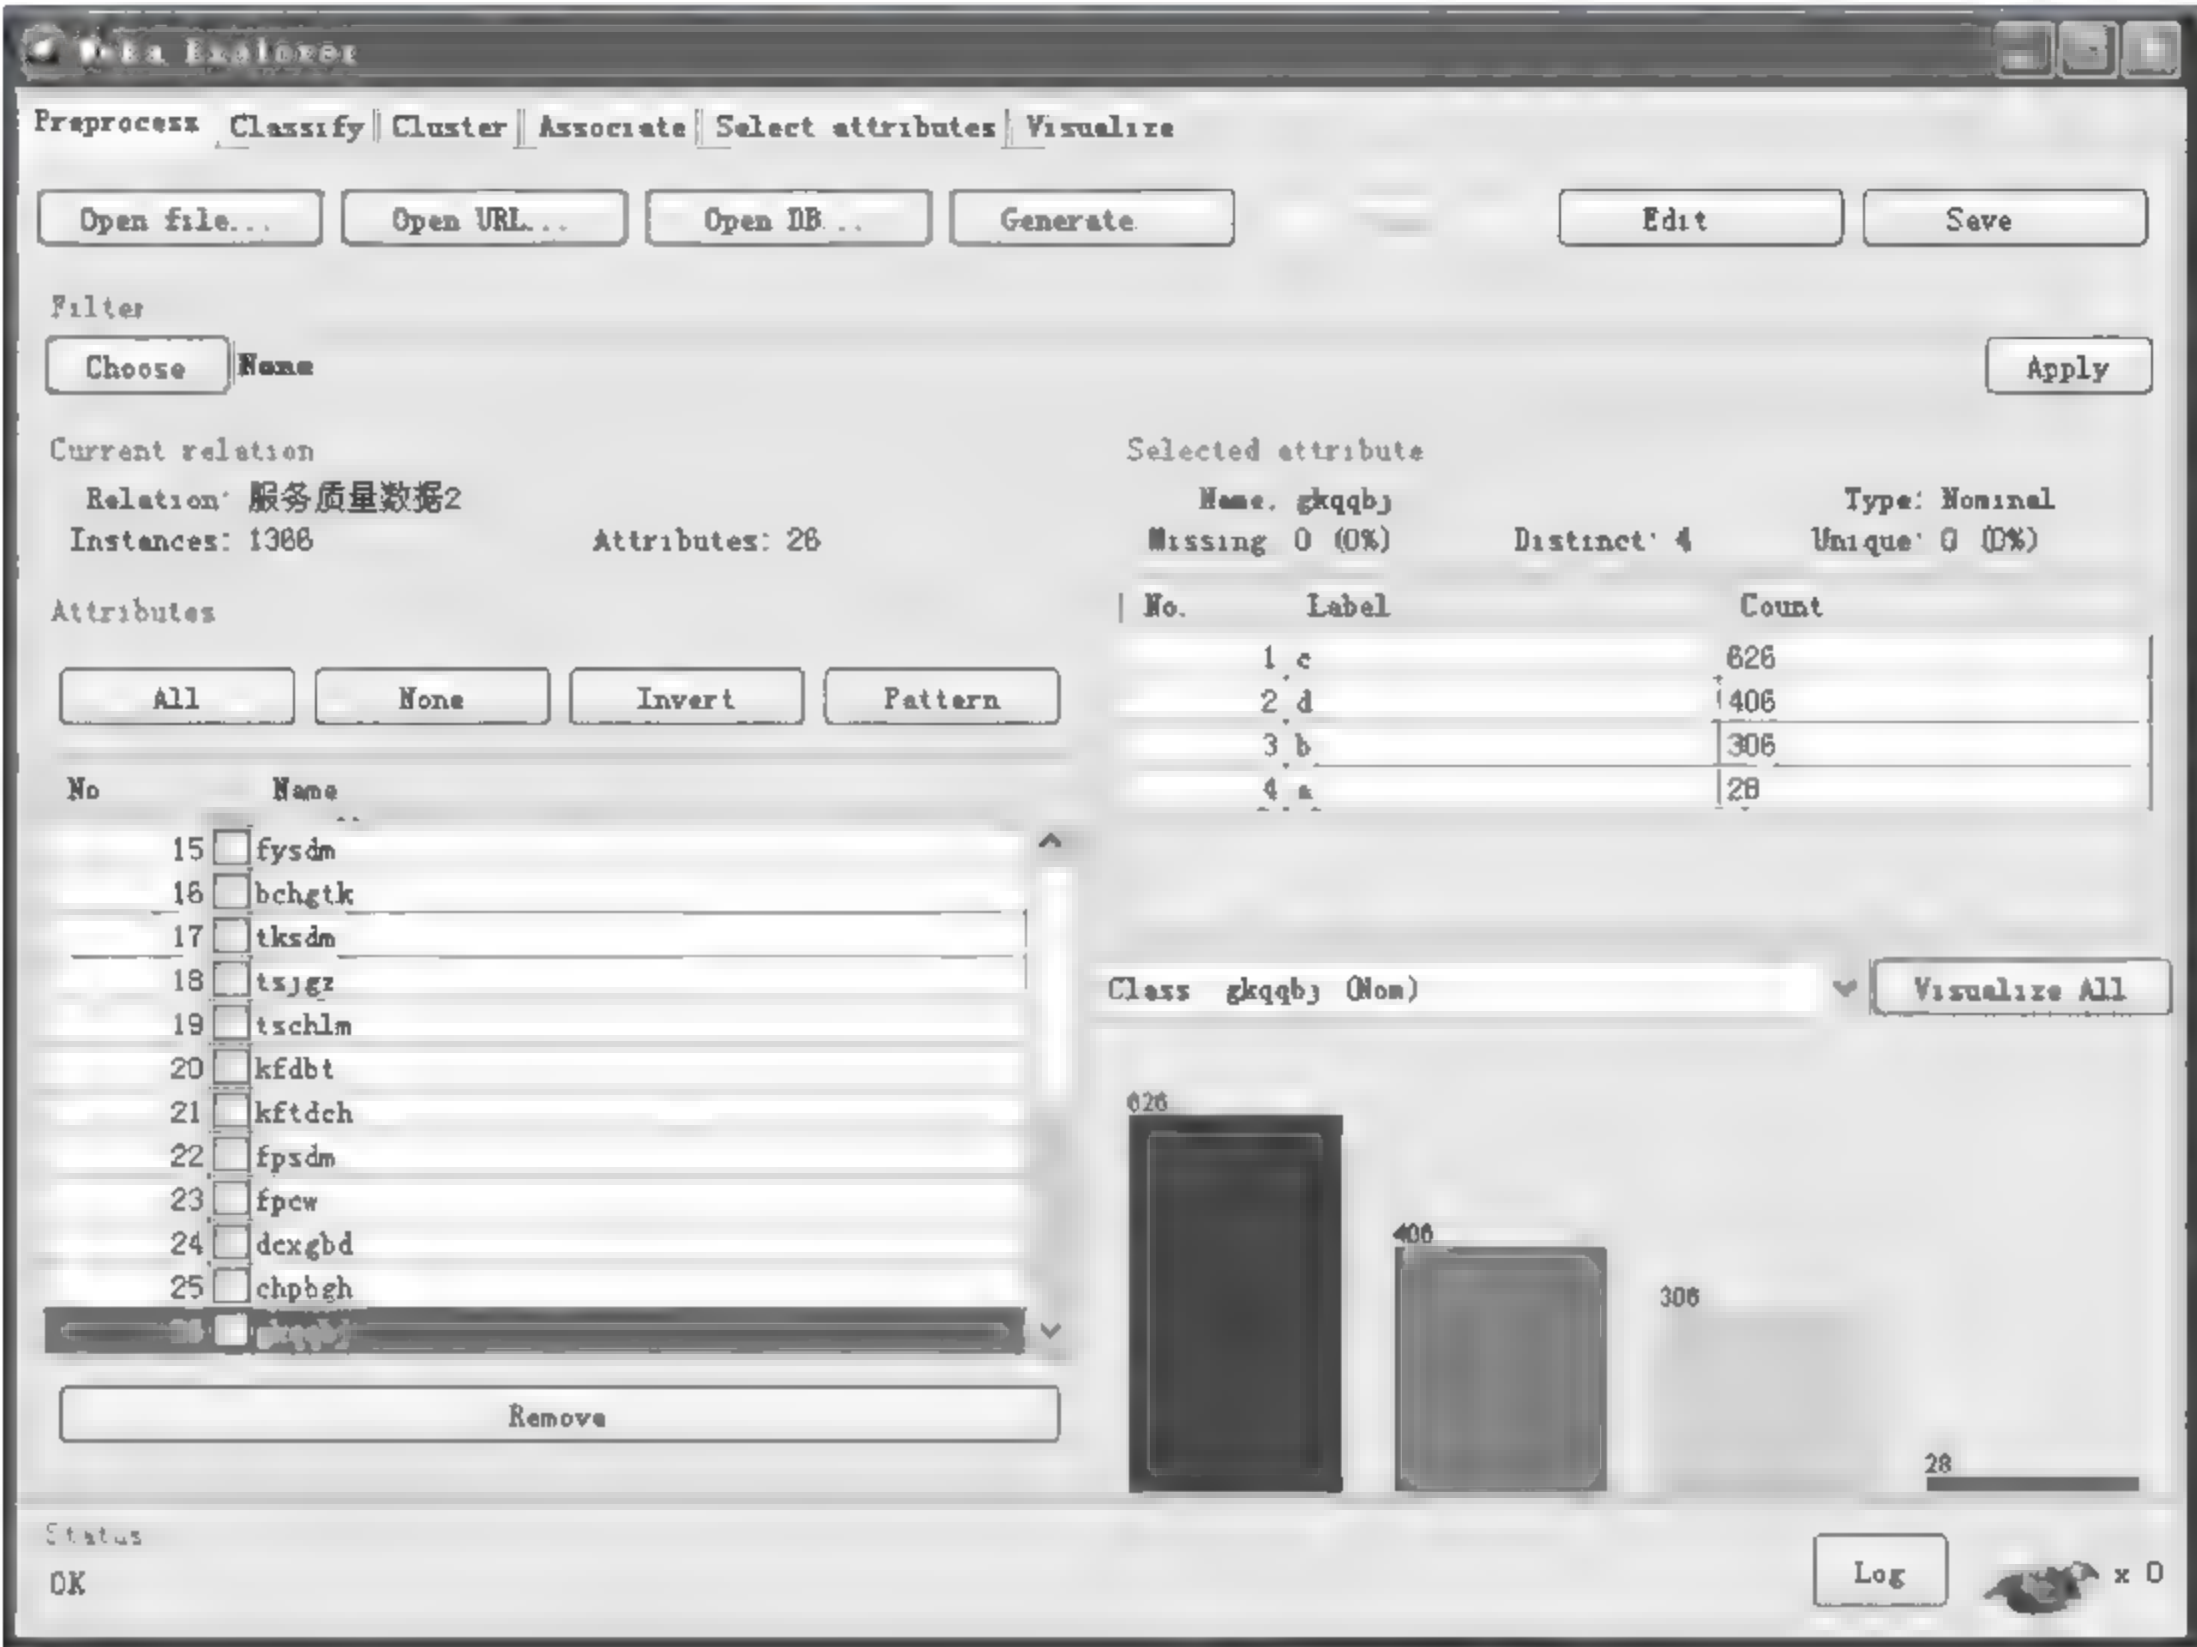 Weka Explorer
Preprocess Classify Cluster Associate Select attributes Visualize
Open file... Open URL... Open DB ... Generate Edit Save
Filter
Choose None Apply
Current relation
Relation: 服务质量数据2
Instances: 1366 Attributes: 26
Selected attribute
Name: gkqqbj Type: Nominal
Missing 0 (0%) Distinct: 4 Unique: 0 (0%)
No. Label Count
1 c 626
2 d 406
3 b 306
4 a 28
Attributes
All None Invert Pattern
No Name
15 fysdm
16 bchgtk
17 tksdm
18 tsjgz
19 tschlm
20 kfdbt
21 kftdch
22 fpsdm
23 fpcw
24 dcxgbd
25 chpbgh
26 gkqqbj
Remove
Class gkqqbj (Nom) Visualize All
626
406
306
28
Status
OK
Log x 0